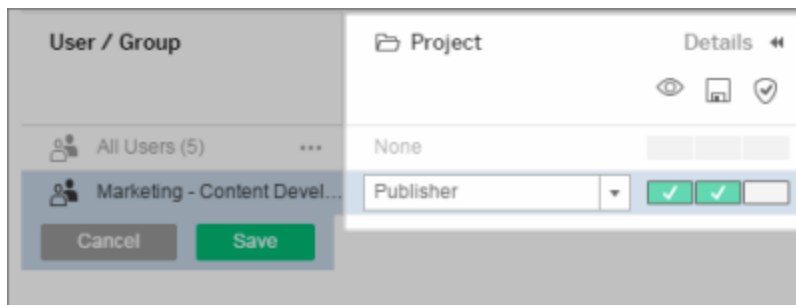 User / Group Project Details
All Users (5) ... None
Marketing - Content Devel... Publisher
Cancel Save